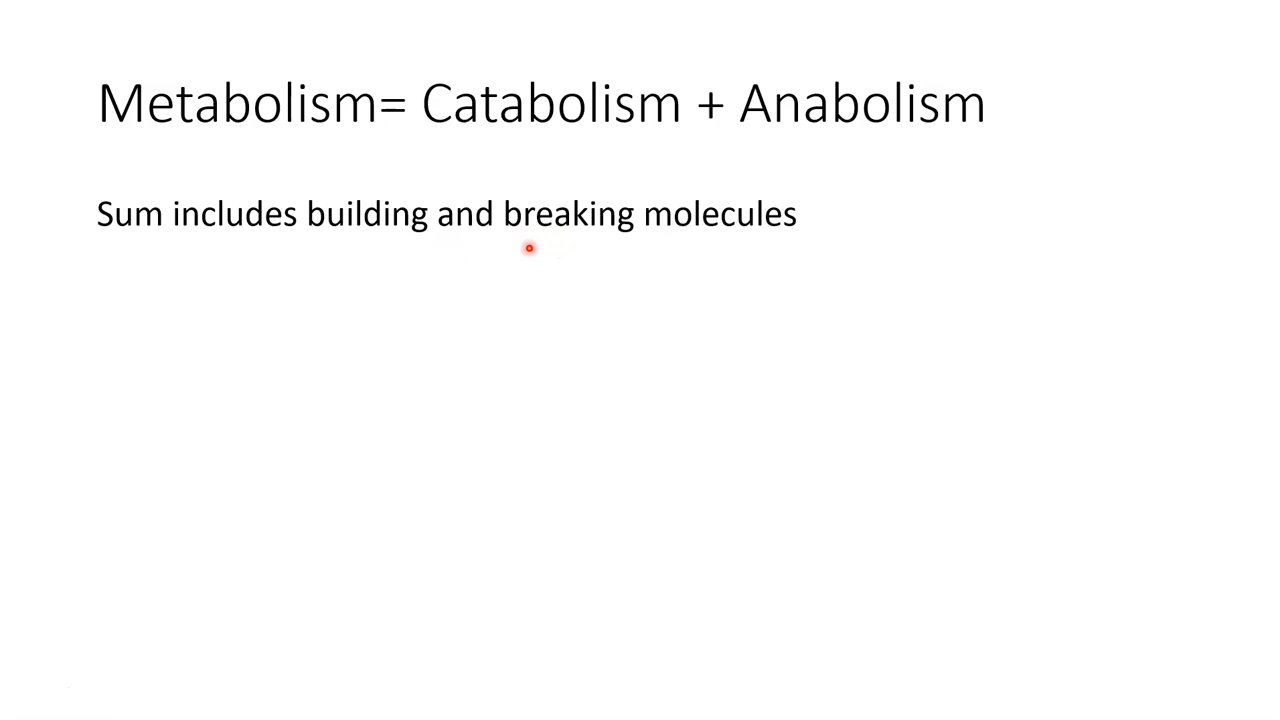 Metabolism= Catabolism + Anabolism
Sum includes building and breaking molecules